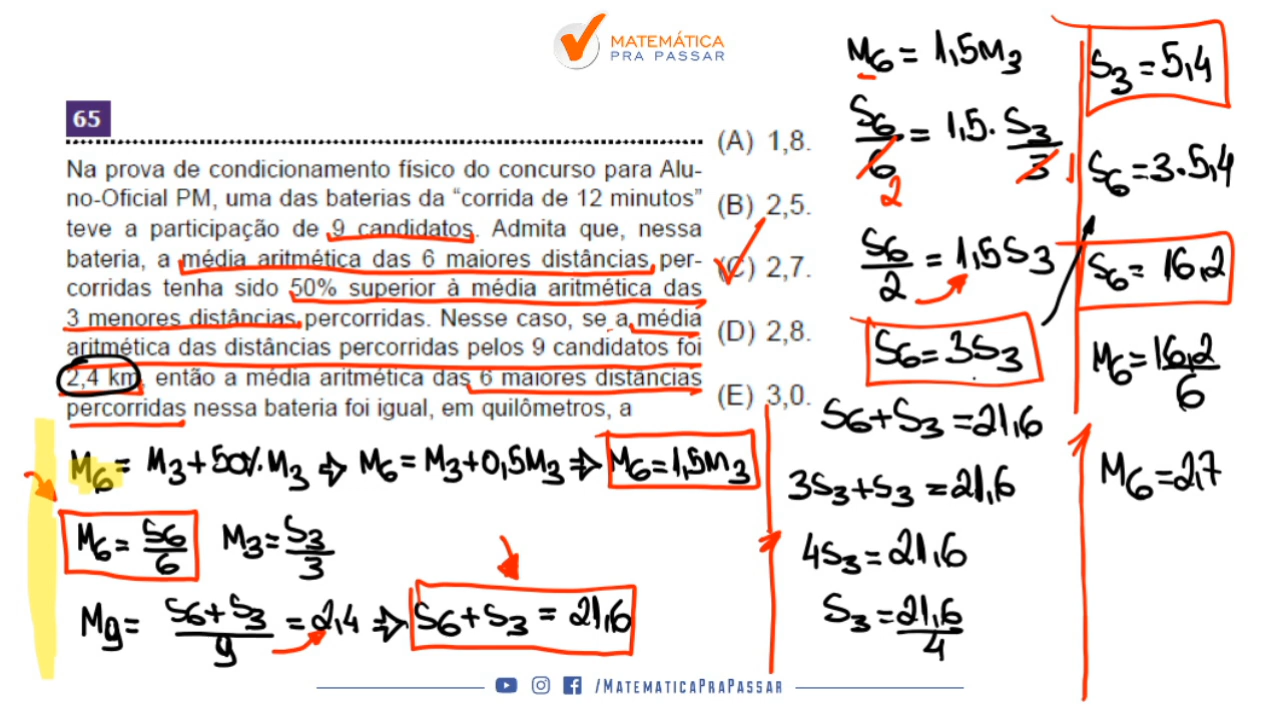 MATEMÁTICA
PRA PASSAR
65
Na prova de condicionamento físico do concurso para Alu-
no-Oficial PM, uma das baterias da “corrida de 12 minutos”
teve a participação de 9 candidatos. Admita que, nessa
bateria, a média aritmética das 6 maiores distâncias, per-
corridas tenha sido 50% superior à média aritmética das
3 menores distâncias percorridas. Nesse caso, se a média
aritmética das distâncias percorridas pelos 9 candidatos foi
2,4 km, então a média aritmética das 6 maiores distâncias
percorridas nessa bateria foi igual, em quilômetros, a
(A) 1,8.
(B) 2,5.
(C) 2,7.
(D) 2,8.
(E) 3,0.
M6 = M3 + 50% M3 ⇒ M6 = M3 + 0,5M3 ⇒ M6 = 1,5M3
M6 = S6/6 M3 = S3/3
M9 = (S6 + S3)/9 = 2,4 ⇒ S6 + S3 = 21,6
M6 = 1,5M3
S6/6 = 1,5 · S3/3
2 1
S6/2 = 1,5S3
S6 = 3S3
S6 + S3 = 21,6
3S3 + S3 = 21,6
4S3 = 21,6
S3 = 21,6/4
S3 = 5,4
S6 = 3 · 5,4
S6 = 16,2
M6 = 16,2/6
M6 = 2,7
/MATEMATICAPRAPASSAR